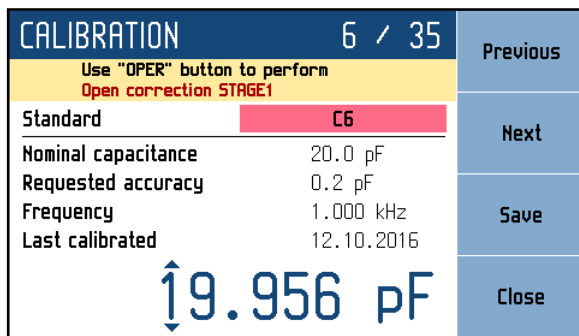 CALIBRATION 6 / 35
Use "OPER" button to perform
Open correction STAGE1
Standard C6
Nominal capacitance 20.0 pF
Requested accuracy 0.2 pF
Frequency 1.000 kHz
Last calibrated 12.10.2016
19.956 pF
Previous
Next
Save
Close